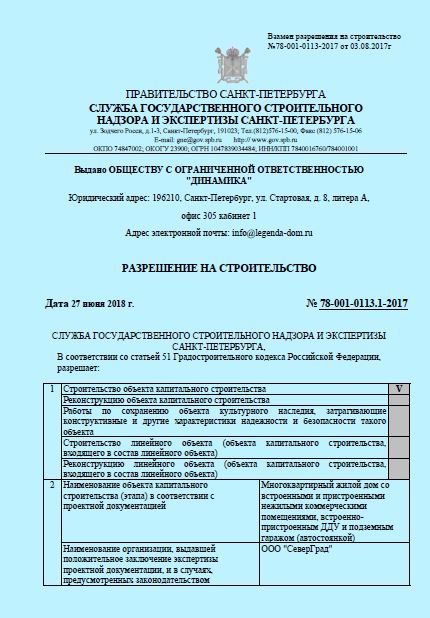 Взамен разрешения на строительство
№78-001-0113-2017 от 03.08.2017г
ПРАВИТЕЛЬСТВО САНКТ-ПЕТЕРБУРГА
СЛУЖБА ГОСУДАРСТВЕННОГО СТРОИТЕЛЬНОГО
НАДЗОРА И ЭКСПЕРТИЗЫ САНКТ-ПЕТЕРБУРГА
ул. Зодчего Росси, д.1-3, Санкт-Петербург, 191023; Тел.(812)576-15-00, Факс (812) 576-15-06
E-mail: gne@gov.spb.ru http:// www.gov.spb.ru
ОКПО 74847002; ОКОГУ 23900; ОГРН 1047839034484; ИНН/КПП 7840016760/784001001
Выдано ОБЩЕСТВУ С ОГРАНИЧЕННОЙ ОТВЕТСТВЕННОСТЬЮ
"ДИНАМИКА"
Юридический адрес: 196210, Санкт-Петербург, ул. Стартовая, д. 8, литера А,
офис 305 кабинет 1
Адрес электронной почты: info@legenda-dom.ru
РАЗРЕШЕНИЕ НА СТРОИТЕЛЬСТВО
Дата 27 июня 2018 г. № 78-001-0113.1-2017
СЛУЖБА ГОСУДАРСТВЕННОГО СТРОИТЕЛЬНОГО НАДЗОРА И ЭКСПЕРТИЗЫ
САНКТ-ПЕТЕРБУРГА,
В соответствии со статьей 51 Градостроительного кодекса Российской Федерации,
разрешает:
1 Строительство объекта капитального строительства V
Реконструкцию объекта капитального строительства
Работы по сохранению объекта культурного наследия, затрагивающие
конструктивные и другие характеристики надежности и безопасности такого
объекта
Строительство линейного объекта (объекта капитального строительства,
входящего в состав линейного объекта)
Реконструкцию линейного объекта (объекта капитального строительства,
входящего в состав линейного объекта)
2 Наименование объекта капитального
строительства (этапа) в соответствии с
проектной документацией
Многоквартирный жилой дом со
встроенными и пристроенными
нежилыми коммерческими
помещениями, встроенно-
пристроенным ДДУ и подземным
гаражом (автостоянкой)
Наименование организации, выдавшей
положительное заключение экспертизы
проектной документации, и в случаях,
предусмотренных законодательством
ООО "СеверГрад"